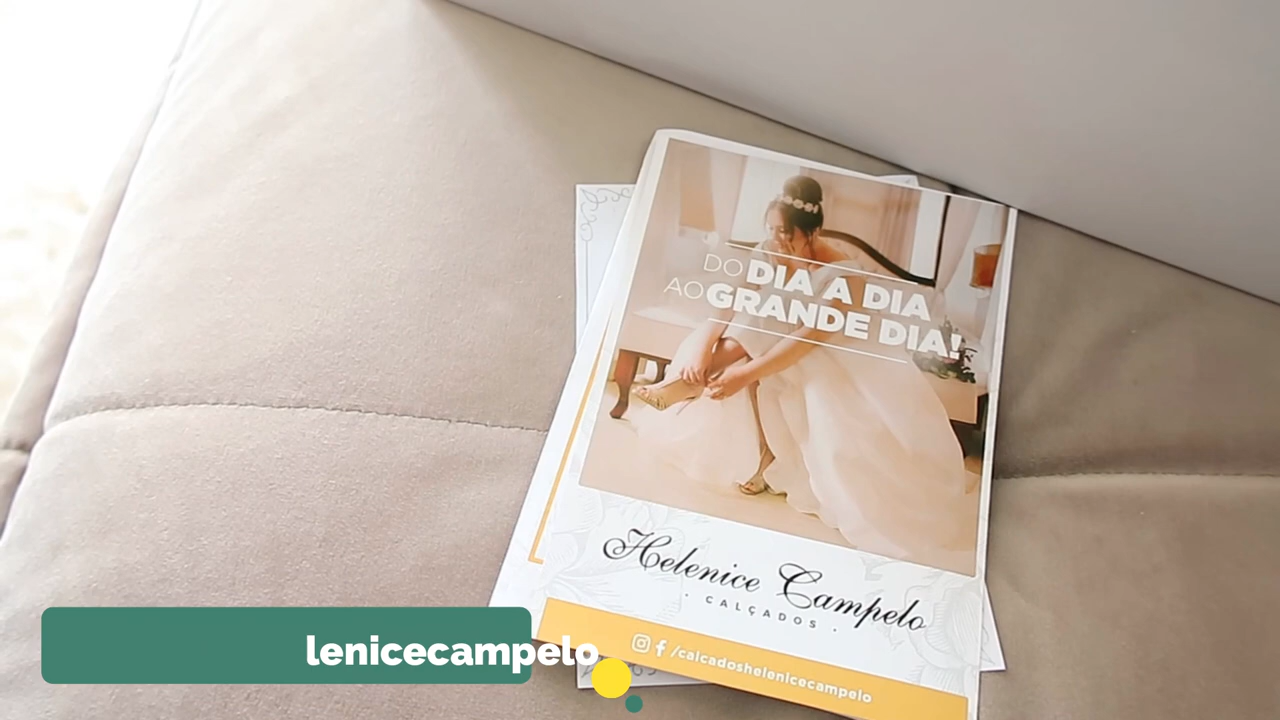 DO DIA A DIA
AO GRANDE DIA!
Helenice Campelo
· CALÇADOS ·
/calcadoshelenicecampelo
lenicecampelo